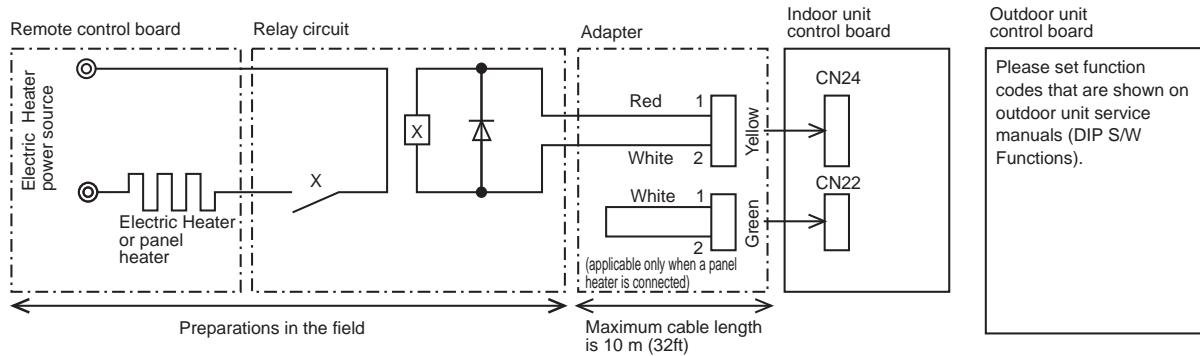 Remote control board
Relay circuit
Adapter
Indoor unit
control board
Outdoor unit
control board
Electric Heater
power source
Electric Heater
or panel
heater
X
X
Red 1
White 2
Yellow
White 1
2
Green
(applicable only when a panel
heater is connected)
CN24
CN22
Please set function
codes that are shown on
outdoor unit service
manuals (DIP S/W
Functions).
Preparations in the field
Maximum cable length
is 10 m (32ft)